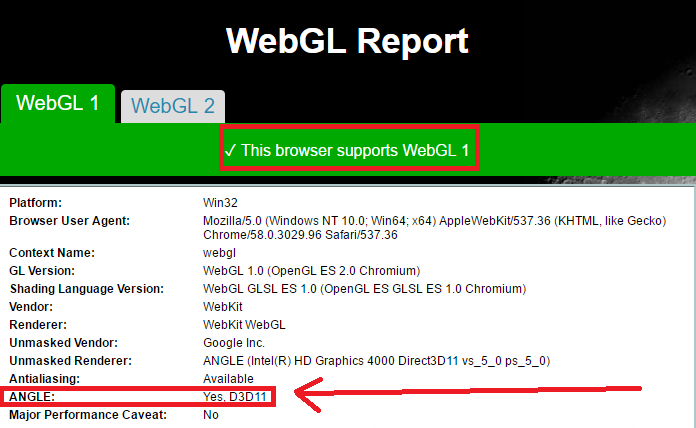 WebGL Report
WebGL 1
WebGL 2
✓ This browser supports WebGL 1
Platform: Win32
Browser User Agent: Mozilla/5.0 (Windows NT 10.0; Win64; x64) AppleWebKit/537.36 (KHTML, like Gecko)
Chrome/58.0.3029.96 Safari/537.36
Context Name: webgl
GL Version: WebGL 1.0 (OpenGL ES 2.0 Chromium)
Shading Language Version: WebGL GLSL ES 1.0 (OpenGL ES GLSL ES 1.0 Chromium)
Vendor: WebKit
Renderer: WebKit WebGL
Unmasked Vendor: Google Inc.
Unmasked Renderer: ANGLE (Intel(R) HD Graphics 4000 Direct3D11 vs_5_0 ps_5_0)
Antialiasing: Available
ANGLE: Yes, D3D11
Major Performance Caveat: No